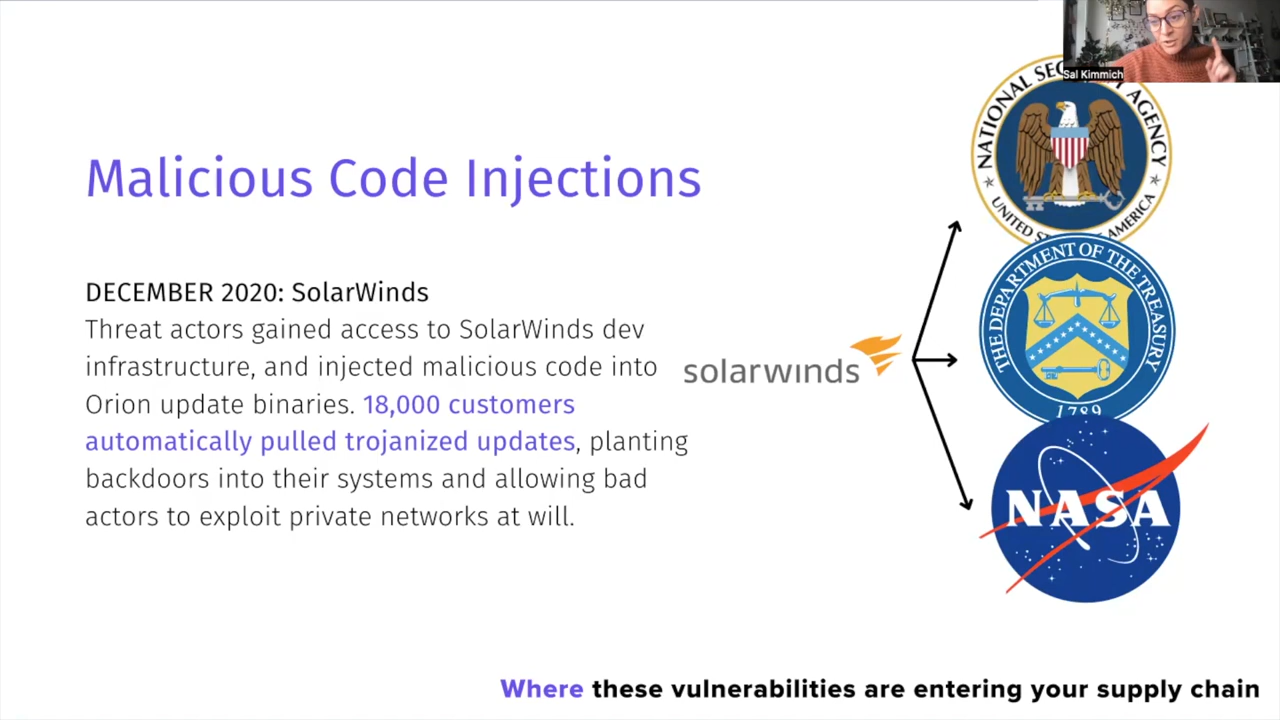 Sal Kimmich
Malicious Code Injections
DECEMBER 2020: SolarWinds
Threat actors gained access to SolarWinds dev
infrastructure, and injected malicious code into
Orion update binaries. 18,000 customers
automatically pulled trojanized updates, planting
backdoors into their systems and allowing bad
actors to exploit private networks at will.
solarwinds
NATIONAL SEC AGENCY
UNITED ST AMERICA
THE DEPARTMENT OF THE TREASURY
1789
NASA
Where these vulnerabilities are entering your supply chain